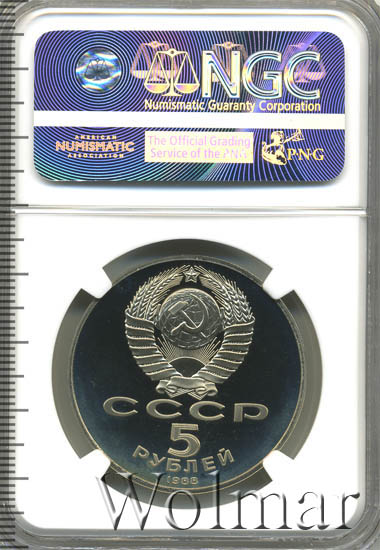 NGC
Numismatic Guaranty Corporation
AMERICAN
NUMISMATIC
ASSOCIATION
The Official Grading
Service of the PNG
PNG
СССР
5
РУБЛЕЙ
1988
Wolmar